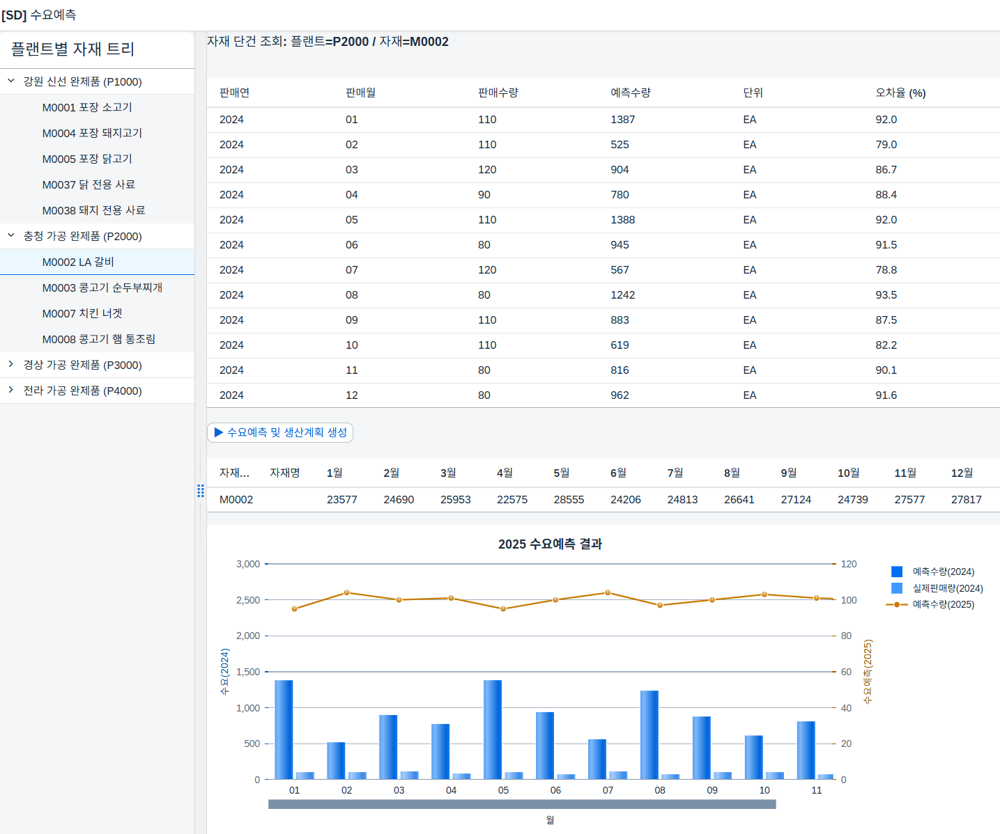 [SD] 수요예측
플랜트별 자재 트리
강원 신선 완제품 (P1000)
M0001 포장 소고기
M0004 포장 돼지고기
M0005 포장 닭고기
M0037 닭 전용 사료
M0038 돼지 전용 사료
충청 가공 완제품 (P2000)
M0002 LA 갈비
M0003 콩고기 순두부찌개
M0007 치킨 너겟
M0008 콩고기 햄 통조림
경상 가공 완제품 (P3000)
전라 가공 완제품 (P4000)
자재 단건 조회: 플랜트=P2000 / 자재=M0002
판매연 판매월 판매수량 예측수량 단위 오차율 (%)
2024 01 110 1387 EA 92.0
2024 02 110 525 EA 79.0
2024 03 120 904 EA 86.7
2024 04 90 780 EA 88.4
2024 05 110 1388 EA 92.0
2024 06 80 945 EA 91.5
2024 07 120 567 EA 78.8
2024 08 80 1242 EA 93.5
2024 09 110 883 EA 87.5
2024 10 110 619 EA 82.2
2024 11 80 816 EA 90.1
2024 12 80 962 EA 91.6
▶ 수요예측 및 생산계획 생성
자재... 자재명 1월 2월 3월 4월 5월 6월 7월 8월 9월 10월 11월 12월
M0002 23577 24690 25953 22575 28555 24206 24813 26641 27124 24739 27577 27817
2025 수요예측 결과
3,000 120
2,500 100
2,000 80
1,500 60
1,000 40
500 20
0 0
수요(2024)
수요예측(2025)
01 02 03 04 05 06 07 08 09 10 11
월
예측수량(2024)
실제판매량(2024)
예측수량(2025)